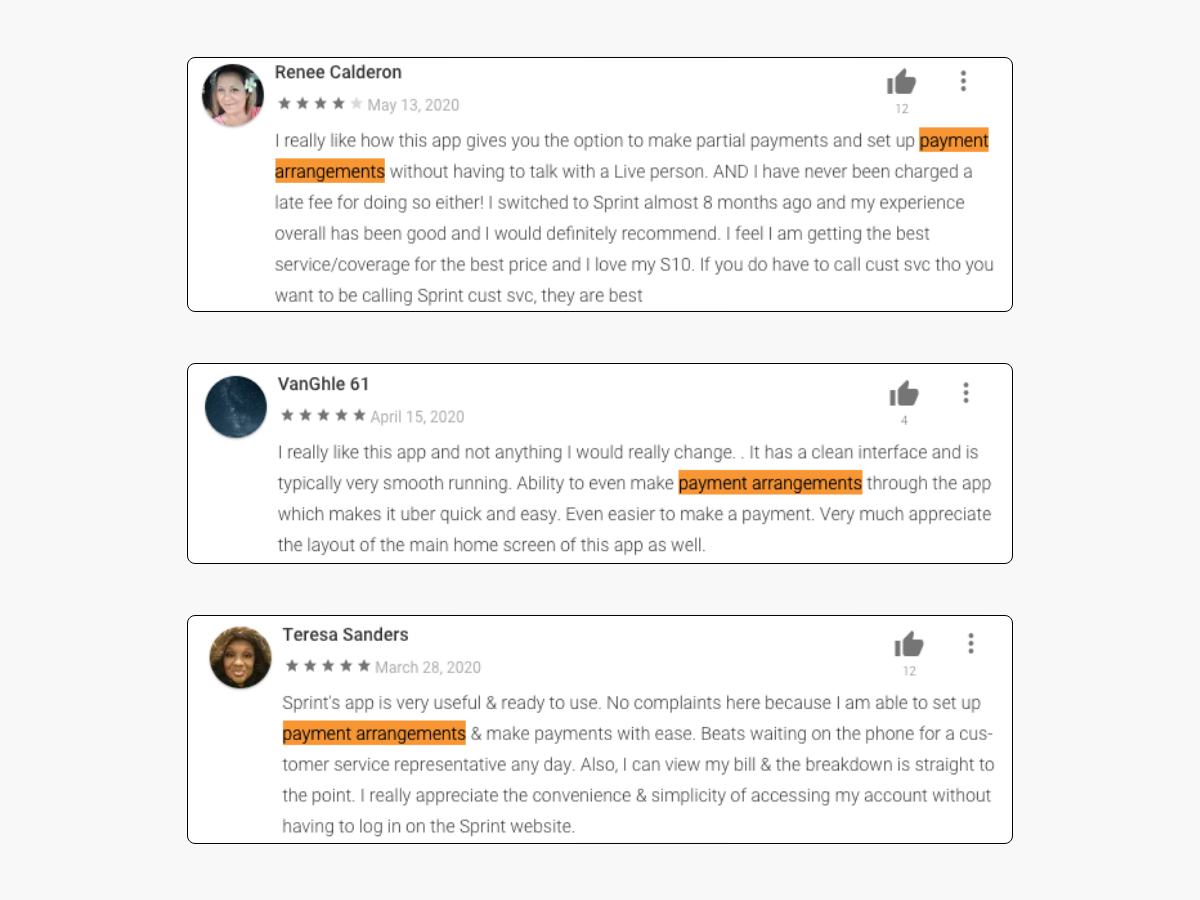 Renee Calderon
May 13, 2020
12
I really like how this app gives you the option to make partial payments and set up payment
arrangements without having to talk with a Live person. AND I have never been charged a
late fee for doing so either! I switched to Sprint almost 8 months ago and my experience
overall has been good and I would definitely recommend. I feel I am getting the best
service/coverage for the best price and I love my S10. If you do have to call cust svc tho you
want to be calling Sprint cust svc, they are best
VanGhle 61
April 15, 2020
4
I really like this app and not anything I would really change. . It has a clean interface and is
typically very smooth running. Ability to even make payment arrangements through the app
which makes it uber quick and easy. Even easier to make a payment. Very much appreciate
the layout of the main home screen of this app as well.
Teresa Sanders
March 28, 2020
12
Sprint's app is very useful & ready to use. No complaints here because I am able to set up
payment arrangements & make payments with ease. Beats waiting on the phone for a cus-
tomer service representative any day. Also, I can view my bill & the breakdown is straight to
the point. I really appreciate the convenience & simplicity of accessing my account without
having to log in on the Sprint website.